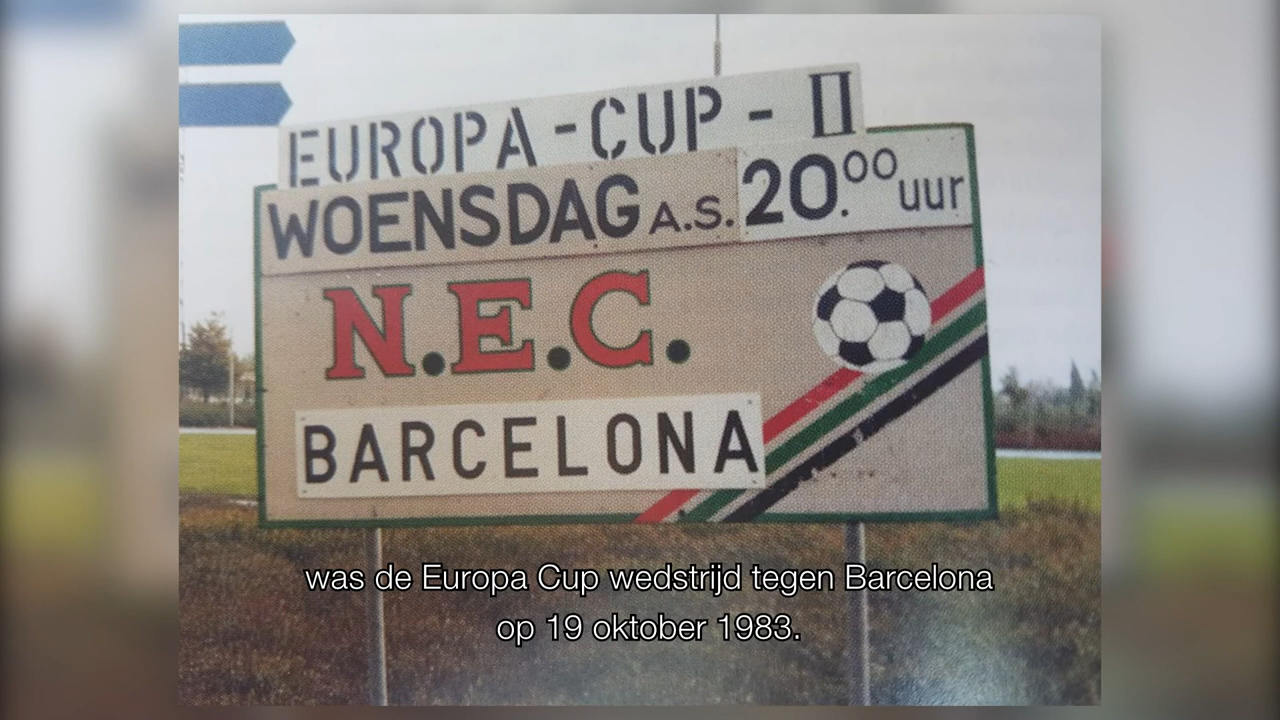 EUROPA - CUP - II
WOENSDAG A.S. 20.00 uur
N.E.C.
BARCELONA
was de Europa Cup wedstrijd tegen Barcelona
op 19 oktober 1983.